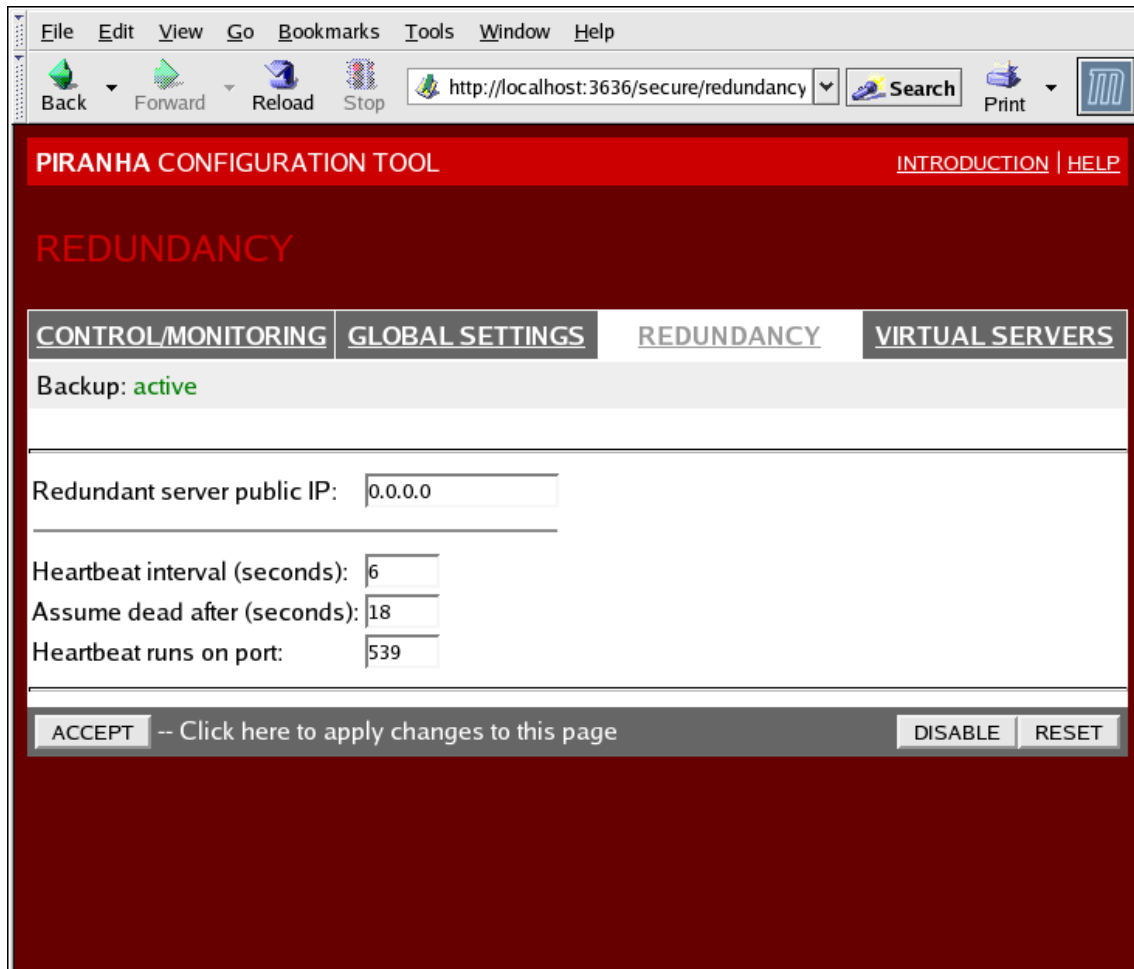 File Edit View Go Bookmarks Tools Window Help
Back Forward Reload Stop http://localhost:3636/secure/redundancy Search Print
PIRANHA CONFIGURATION TOOL INTRODUCTION | HELP
REDUNDANCY
CONTROL/MONITORING GLOBAL SETTINGS REDUNDANCY VIRTUAL SERVERS
Backup: active
Redundant server public IP: 0.0.0.0
Heartbeat interval (seconds): 6
Assume dead after (seconds): 18
Heartbeat runs on port: 539
ACCEPT -- Click here to apply changes to this page DISABLE RESET